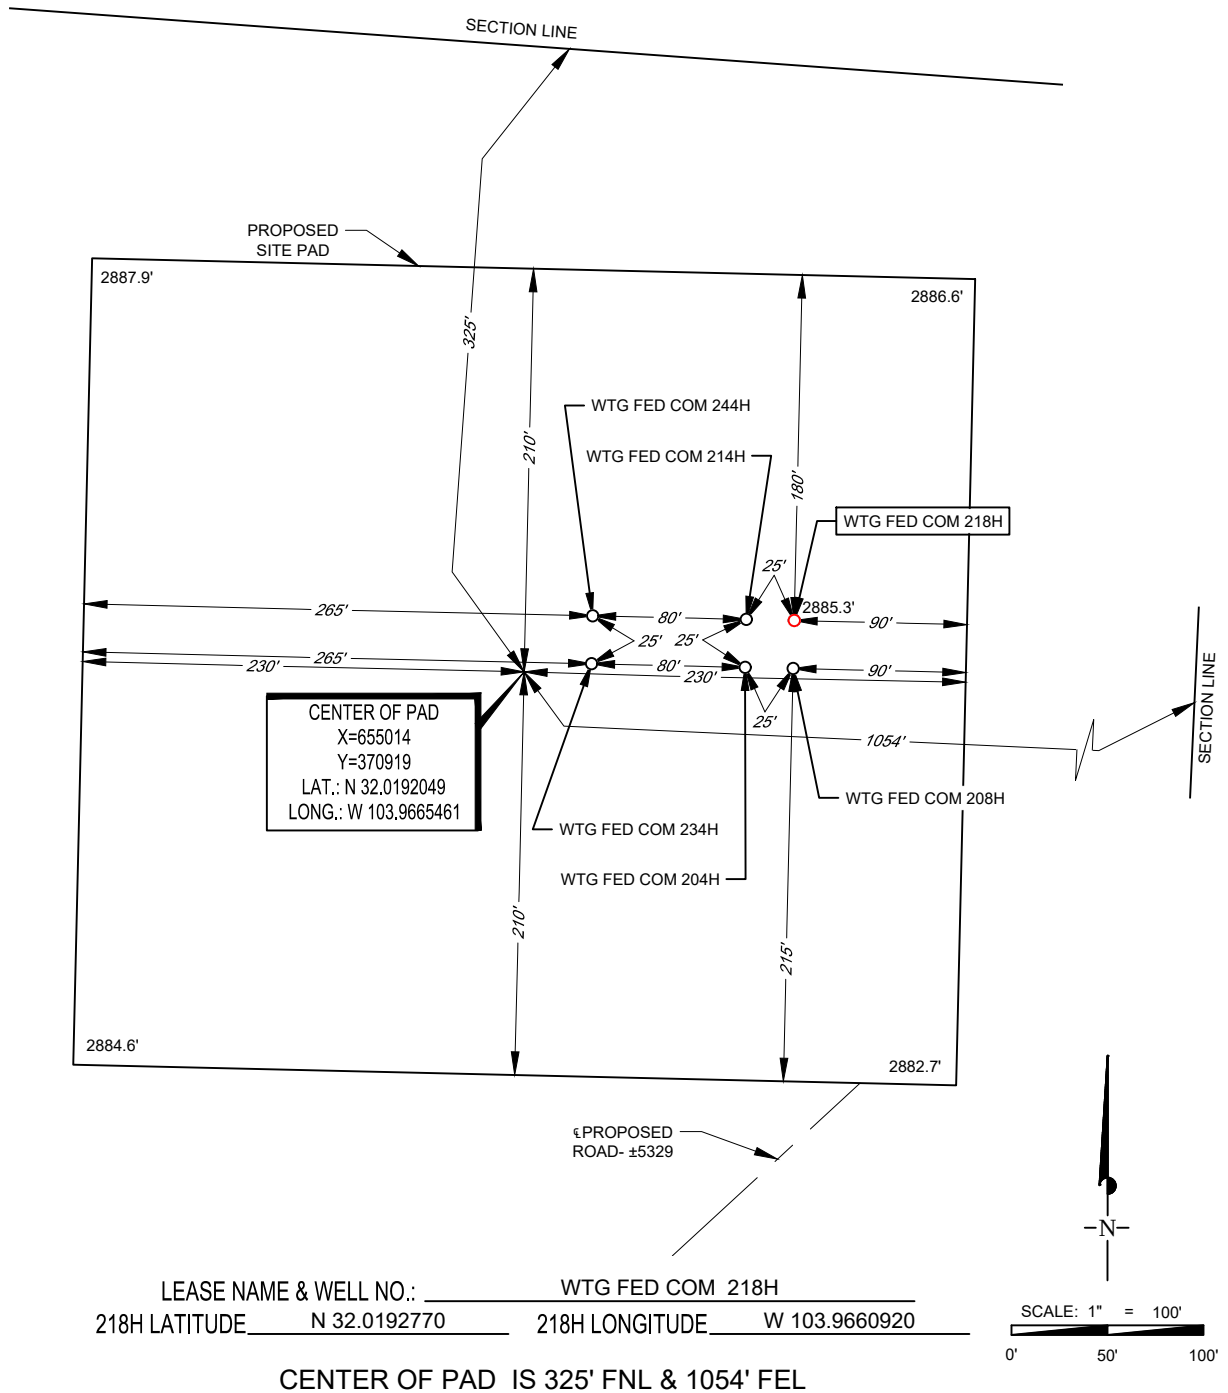 SECTION LINE
PROPOSED
SITE PAD
2887.9'
2886.6'
325'
210'
180'
WTG FED COM 244H
WTG FED COM 214H
WTG FED COM 218H
25'
2885.3'
265'
80'
90'
25'
25'
265'
80'
90'
230'
230'
25'
1054'
SECTION LINE
CENTER OF PAD
X=655014
Y=370919
LAT.: N 32.0192049
LONG.: W 103.9665461
WTG FED COM 208H
WTG FED COM 234H
WTG FED COM 204H
210'
215'
2884.6'
2882.7'
℄PROPOSED
ROAD- ±5329
N
LEASE NAME & WELL NO.: WTG FED COM 218H
218H LATITUDE N 32.0192770 218H LONGITUDE W 103.9660920
SCALE: 1" = 100'
0' 50' 100'
CENTER OF PAD IS 325' FNL & 1054' FEL